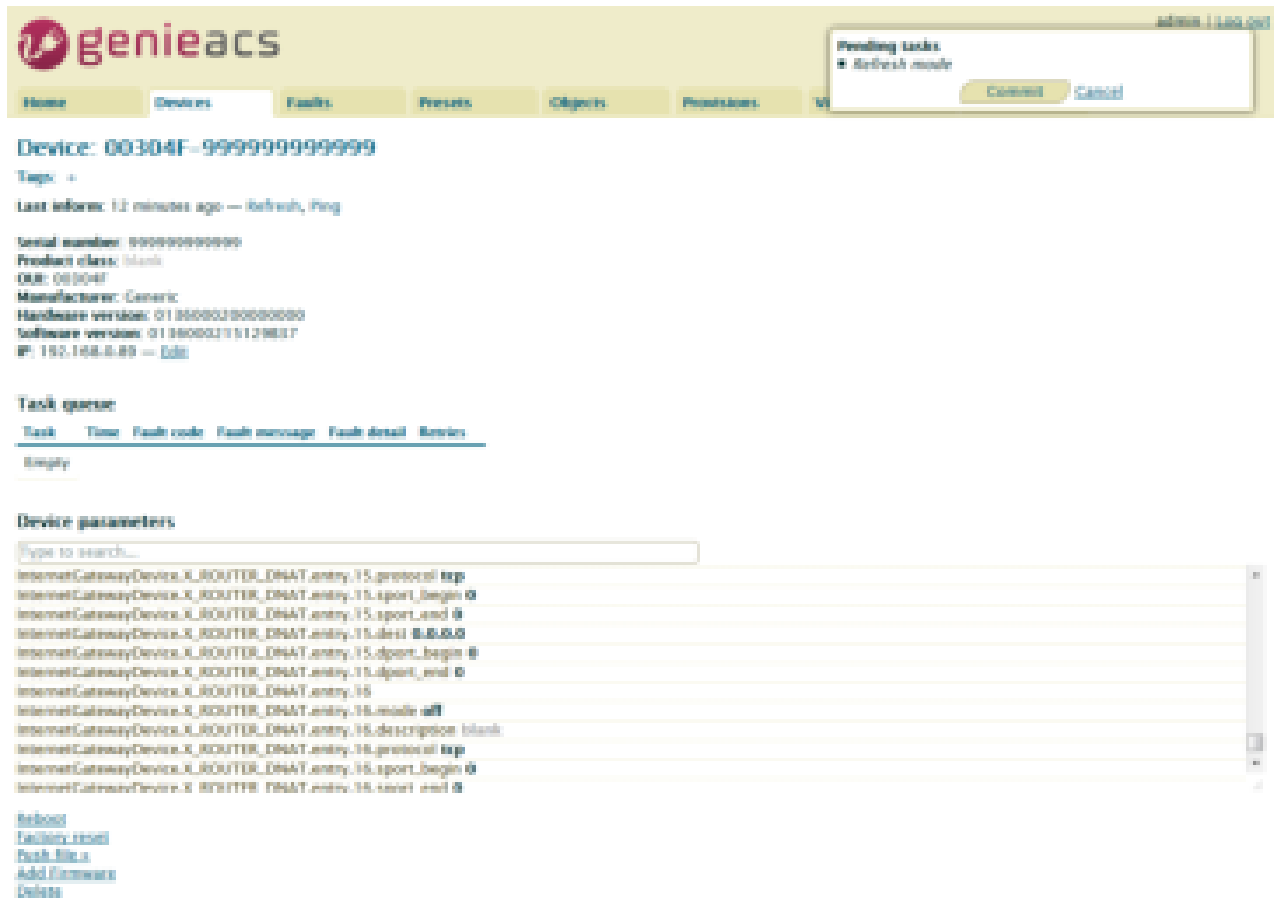 genieacs
admin | Log out
Pending tasks
Refresh mode
Commit Cancel
Home Devices Faults Presets Objects Provisions
Device: 00304F-999999999999
Tags: +
Last inform: 12 minutes ago — Refresh, Ping
Serial number: 999999999999
Product class: blank
OUI: 00304F
Manufacturer: Generic
Hardware version:
Software version:
IP: 192.168.0.89 — Edit
Task queue
Task Time Fault code Fault message Fault detail Retries
Empty
Device parameters
Type to search...
InternetGatewayDevice.X_ROUTER_DNAT.entry.15.protocol tcp
InternetGatewayDevice.X_ROUTER_DNAT.entry.15.sport_begin 0
InternetGatewayDevice.X_ROUTER_DNAT.entry.15.sport_end 0
InternetGatewayDevice.X_ROUTER_DNAT.entry.15.dest 0.0.0.0
InternetGatewayDevice.X_ROUTER_DNAT.entry.15.dport_begin 0
InternetGatewayDevice.X_ROUTER_DNAT.entry.15.dport_end 0
InternetGatewayDevice.X_ROUTER_DNAT.entry.16
InternetGatewayDevice.X_ROUTER_DNAT.entry.16.mode off
InternetGatewayDevice.X_ROUTER_DNAT.entry.16.description blank
InternetGatewayDevice.X_ROUTER_DNAT.entry.16.protocol tcp
InternetGatewayDevice.X_ROUTER_DNAT.entry.16.sport_begin 0
InternetGatewayDevice.X_ROUTER_DNAT.entry.16.sport_end 0
Reboot
Factory reset
Push file »
Add Firmware
Delete